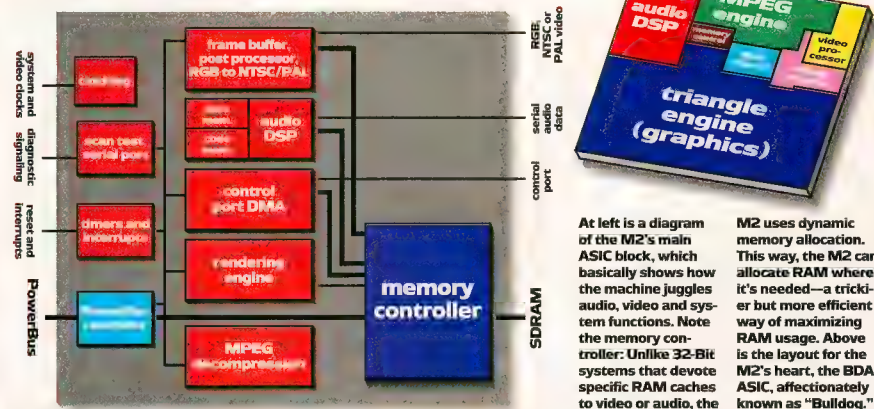 system and
video clocks
diagnostic
signaling
reset and
interrupts
PowerBus
frame buffer,
post processor,
RGB to NTSC/PAL
scan test
serial port
audio
DSP
control
port DMA
timers and
interrupts
rendering
engine
MPEG
decompression
memory
controller
RGB,
NTSC or
PAL video
serial
audio
data
control
port
SDRAM
audio
DSP
MPEG
engine
memory
control
video
pro-
cessor
triangle
engine
(graphics)
At left is a diagram
of the M2's main
ASIC block, which
basically shows how
the machine juggles
audio, video and sys-
tem functions. Note
the memory con-
troller: Unlike 32-Bit
systems that devote
specific RAM caches
to video or audio, the
M2 uses dynamic
memory allocation.
This way, the M2 can
allocate RAM where
it's needed—a tricki-
er but more efficient
way of maximizing
RAM usage. Above
is the layout for the
M2's heart, the BDA
ASIC, affectionately
known as “Bulldog.”